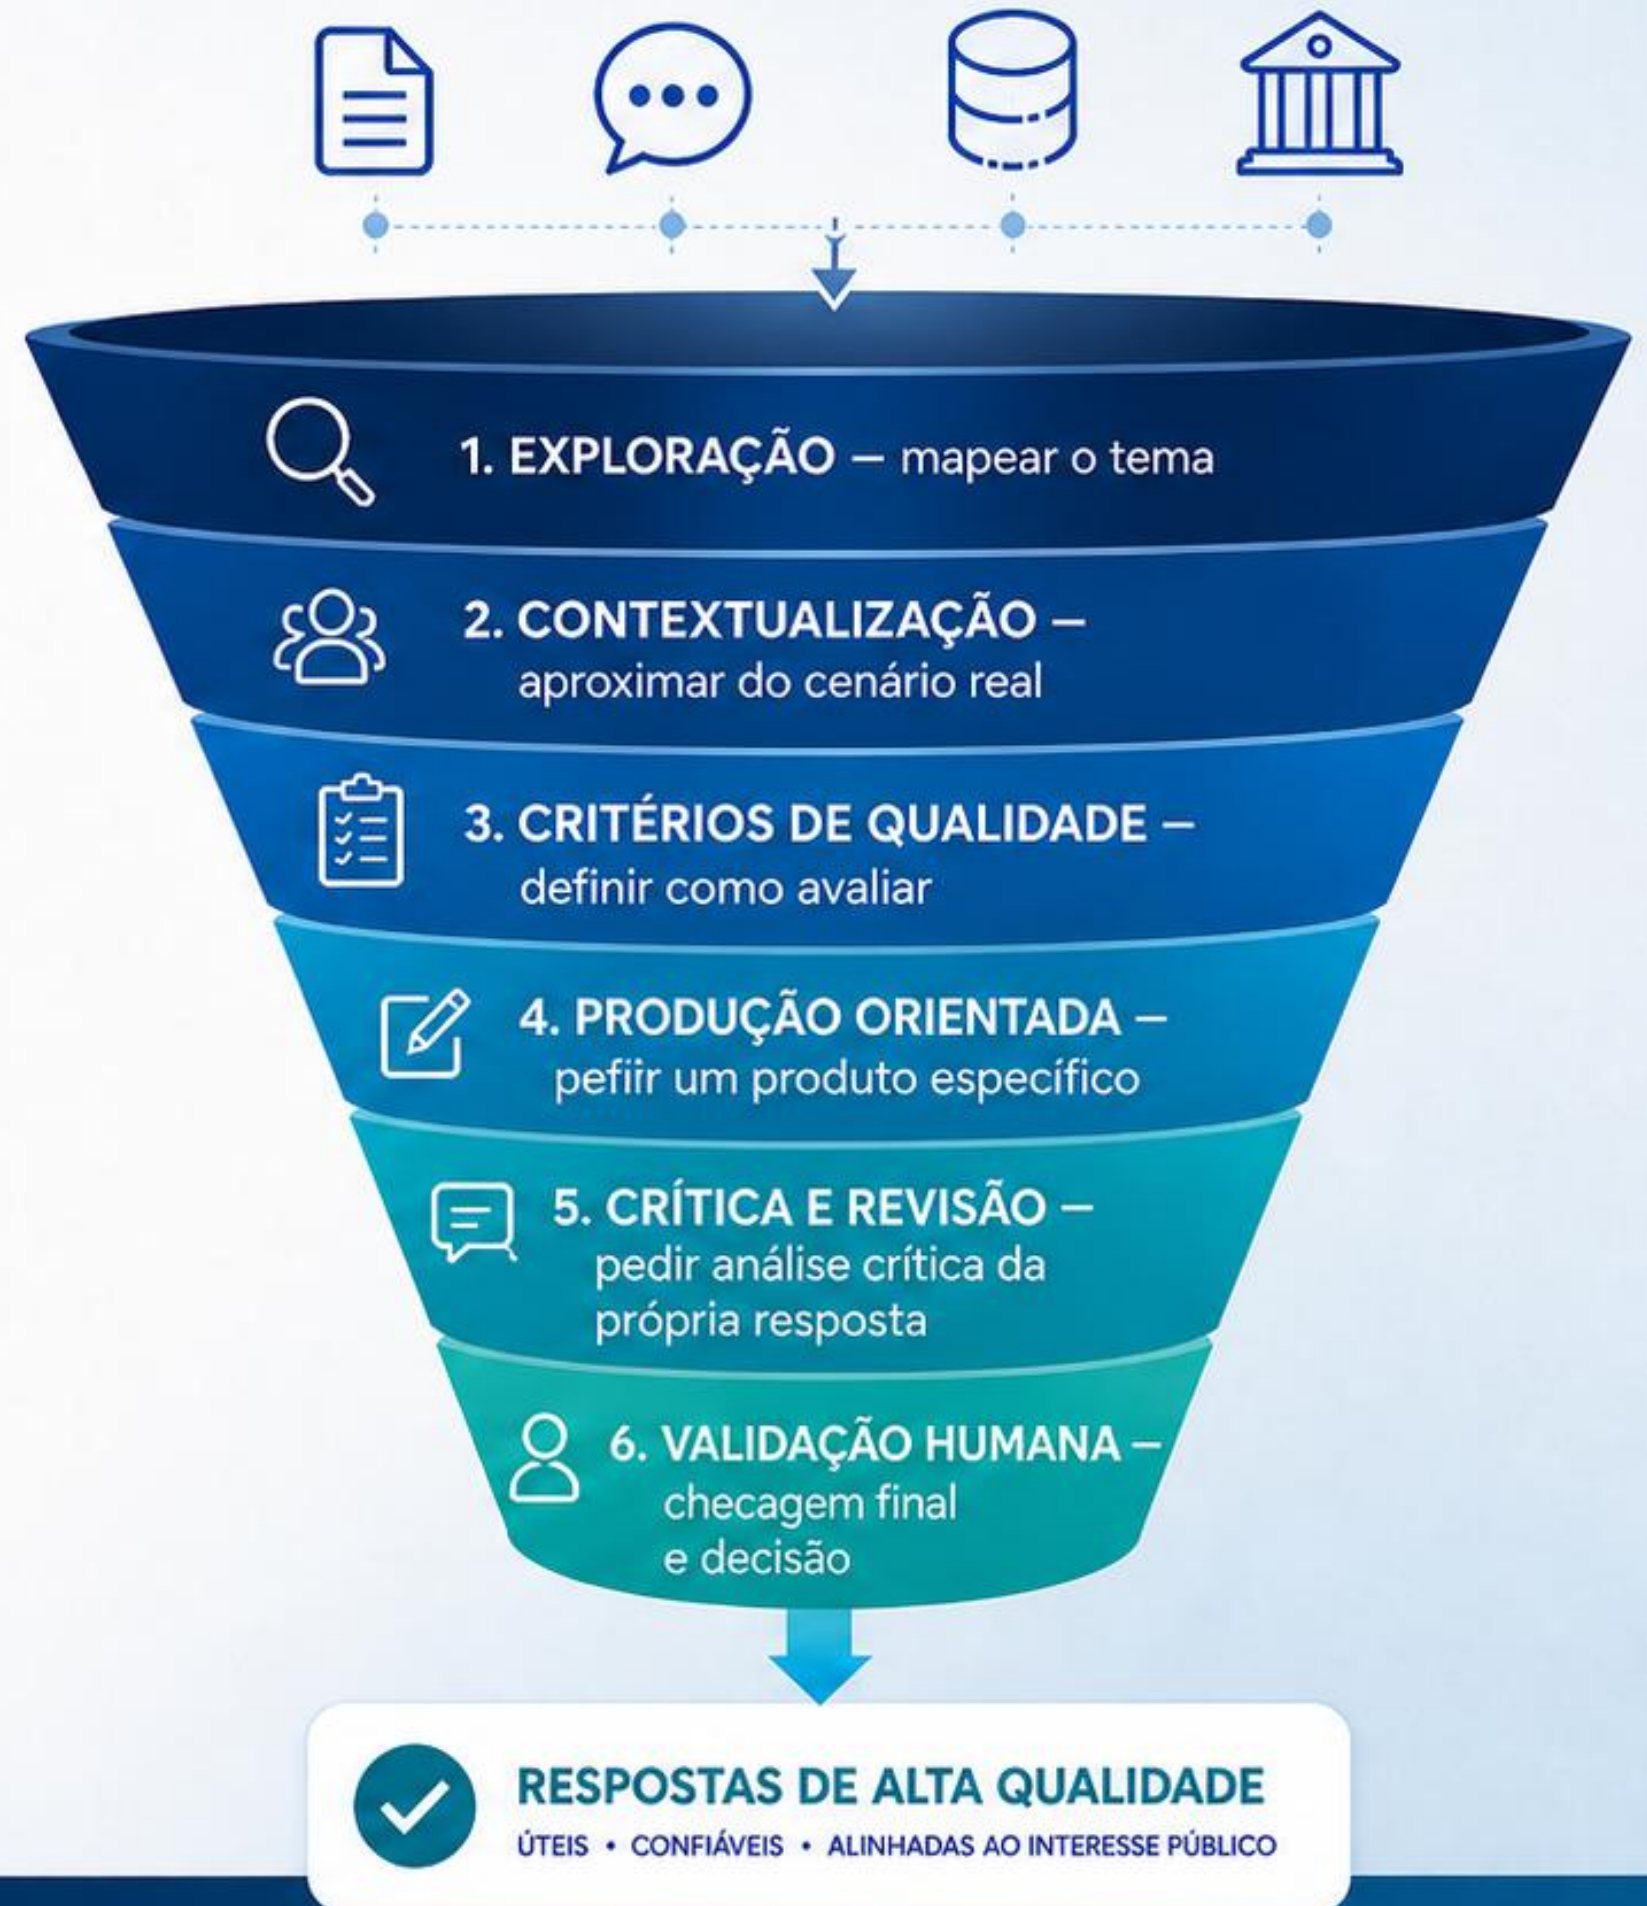 1. EXPLORAÇÃO – mapear o tema
2. CONTEXTUALIZAÇÃO –
aproximar do cenário real
3. CRITÉRIOS DE QUALIDADE –
definir como avaliar
4. PRODUÇÃO ORIENTADA –
pefiir um produto específico
5. CRÍTICA E REVISÃO –
pedir análise crítica da
própria resposta
6. VALIDAÇÃO HUMANA –
checagem final
e decisão
RESPOSTAS DE ALTA QUALIDADE
ÚTEIS • CONFIÁVEIS • ALINHADAS AO INTERESSE PÚBLICO